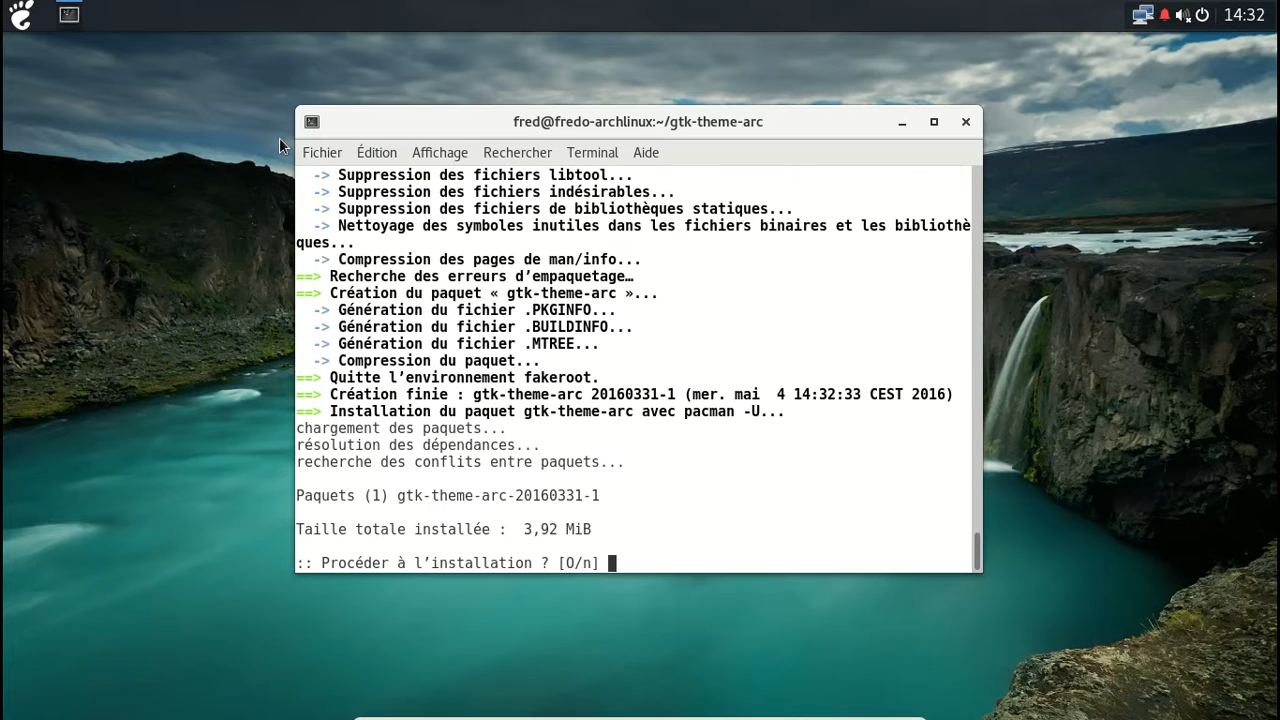 14:32
fred@fredo-archlinux:~/gtk-theme-arc
Fichier Édition Affichage Rechercher Terminal Aide
-> Suppression des fichiers libtool...
-> Suppression des fichiers indésirables...
-> Suppression des fichiers de bibliothèques statiques...
-> Nettoyage des symboles inutiles dans les fichiers binaires et les bibliothè
ques...
-> Compression des pages de man/info...
==> Recherche des erreurs d’empaquetage…
==> Création du paquet « gtk-theme-arc »...
-> Génération du fichier .PKGINFO...
-> Génération du fichier .BUILDINFO...
-> Génération du fichier .MTREE...
-> Compression du paquet...
==> Quitte l’environnement fakeroot.
==> Création finie : gtk-theme-arc 20160331-1 (mer. mai  4 14:32:33 CEST 2016)
==> Installation du paquet gtk-theme-arc avec pacman -U...
chargement des paquets...
résolution des dépendances...
recherche des conflits entre paquets...
Paquets (1) gtk-theme-arc-20160331-1
Taille totale installée :  3,92 MiB
:: Procéder à l’installation ? [O/n]